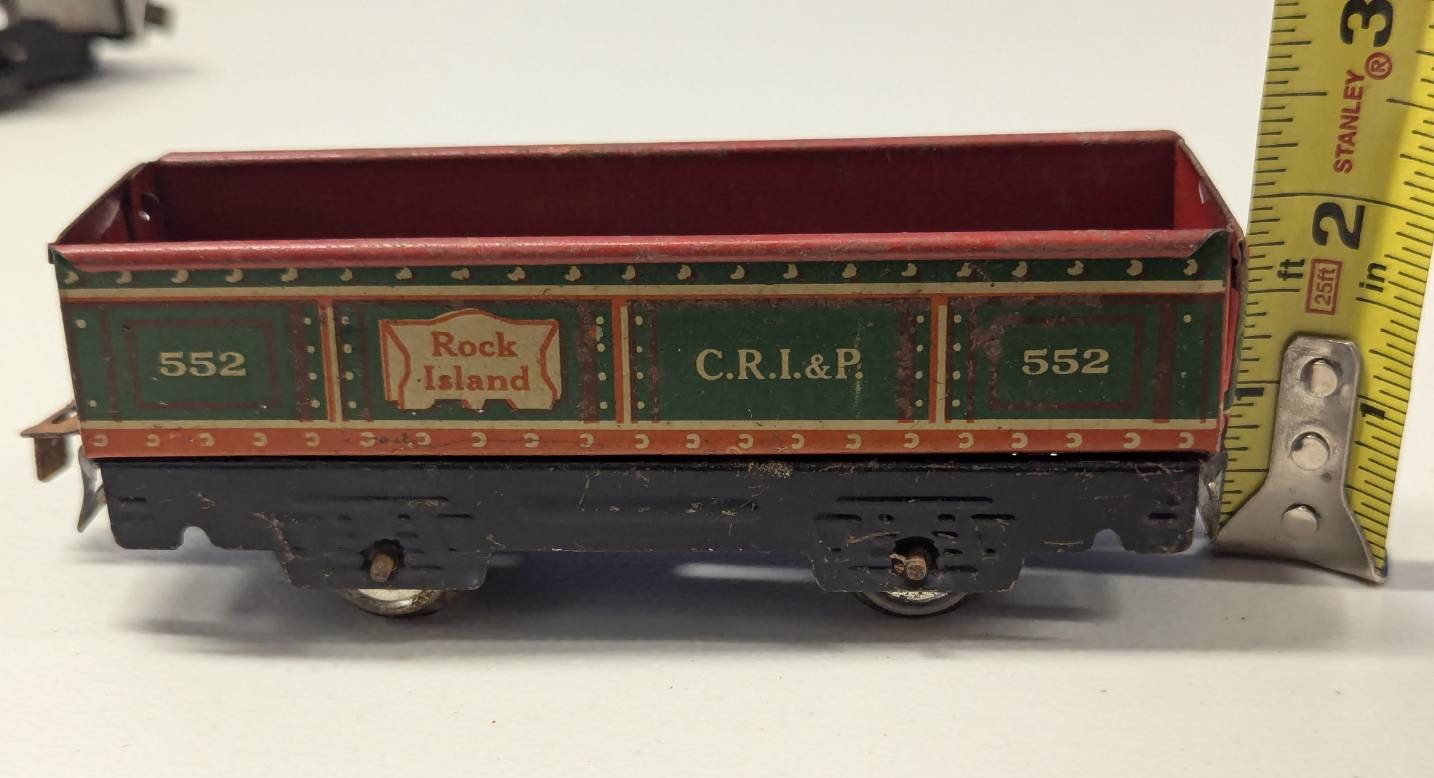 552
Rock
Island
C.R.I.&P.
552
3
STANLEY®
2
ft
25ft
in
1
1